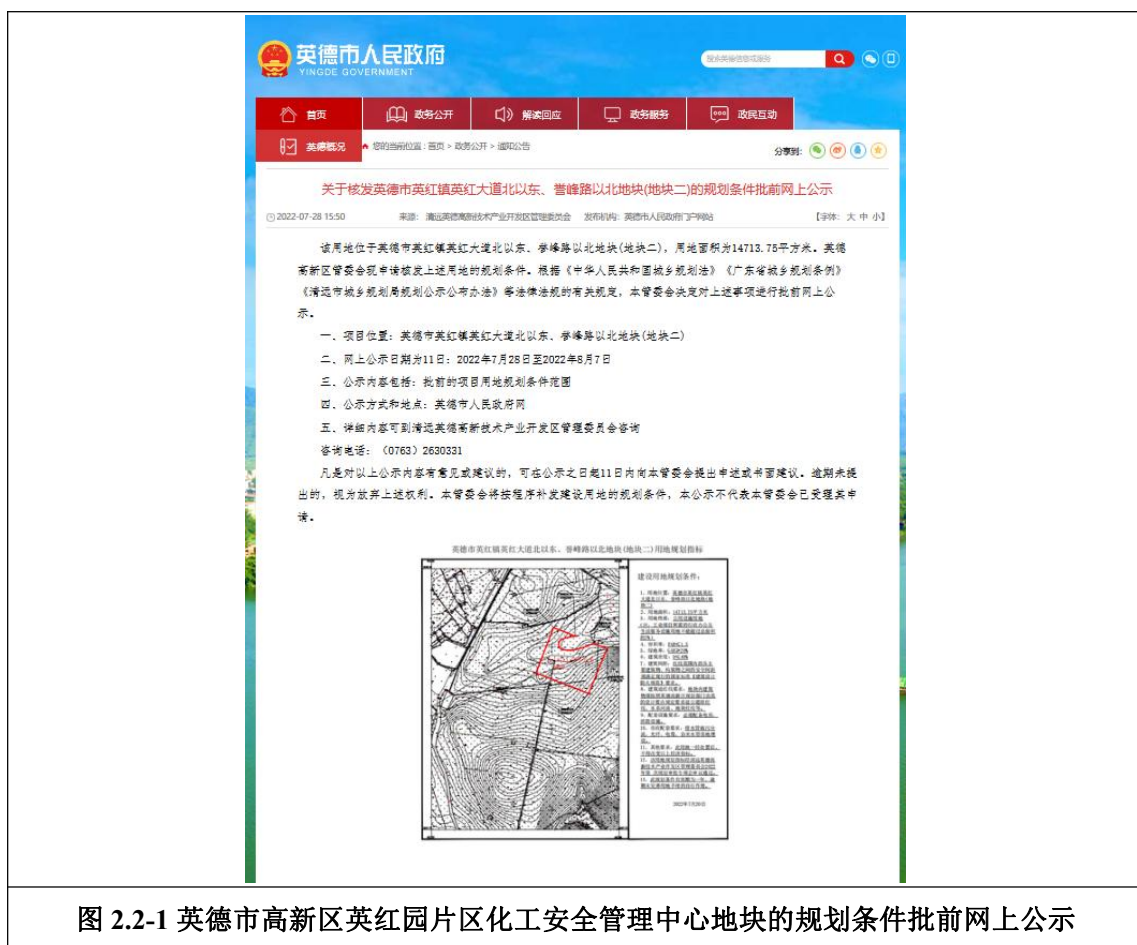 英德市人民政府
YINGDE GOVERNMENT
首页
政务公开
解读回应
政务服务
政民互动
英德概况
您的当前位置：首页 > 政务公开 > 通知公告
分享到:
关于核发英德市英红镇英红大道北以东、誉峰路以北地块(地块二)的规划条件批前网上公示
2022-07-28 15:50 来源： 清远英德高新技术产业开发区管理委员会 发布机构：英德市人民政府门户网站 【字体： 大 中 小】
该用地位于英德市英红镇英红大道北以东、誉峰路以北地块(地块二)，用地面积为14713.75平方米。英德
高新区管委会现申请核发上述用地的规划条件。根据《中华人民共和国城乡规划法》《广东省城乡规划条例》
《清远市城乡规划局规划公示公布办法》等法律法规的有关规定，本管委会决定对上述事项进行批前网上公
示。
一、项目位置：英德市英红镇英红大道北以东、誉峰路以北地块(地块二)
二、网上公示日期为11日：2022年7月28日至2022年8月7日
三、公示内容包括：批前的项目用地规划条件范围
四、公示方式和地点：英德市人民政府网
五、详细内容可到清远英德高新技术产业开发区管理委员会咨询
咨询电话：（0763）2630331
凡是对以上公示内容有意见或建议的，可在公示之日起11日内向本管委会提出申述或书面建议。逾期未提
出的，视为放弃上述权利。本管委会将按程序补发建设用地的规划条件，本公示不代表本管委会已受理其申
请。
英德市英红镇英红大道北以东、誉峰路以北地块(地块二)用地规划指标
建设用地规划条件：
2022年7月28日
图 2.2-1 英德市高新区英红园片区化工安全管理中心地块的规划条件批前网上公示